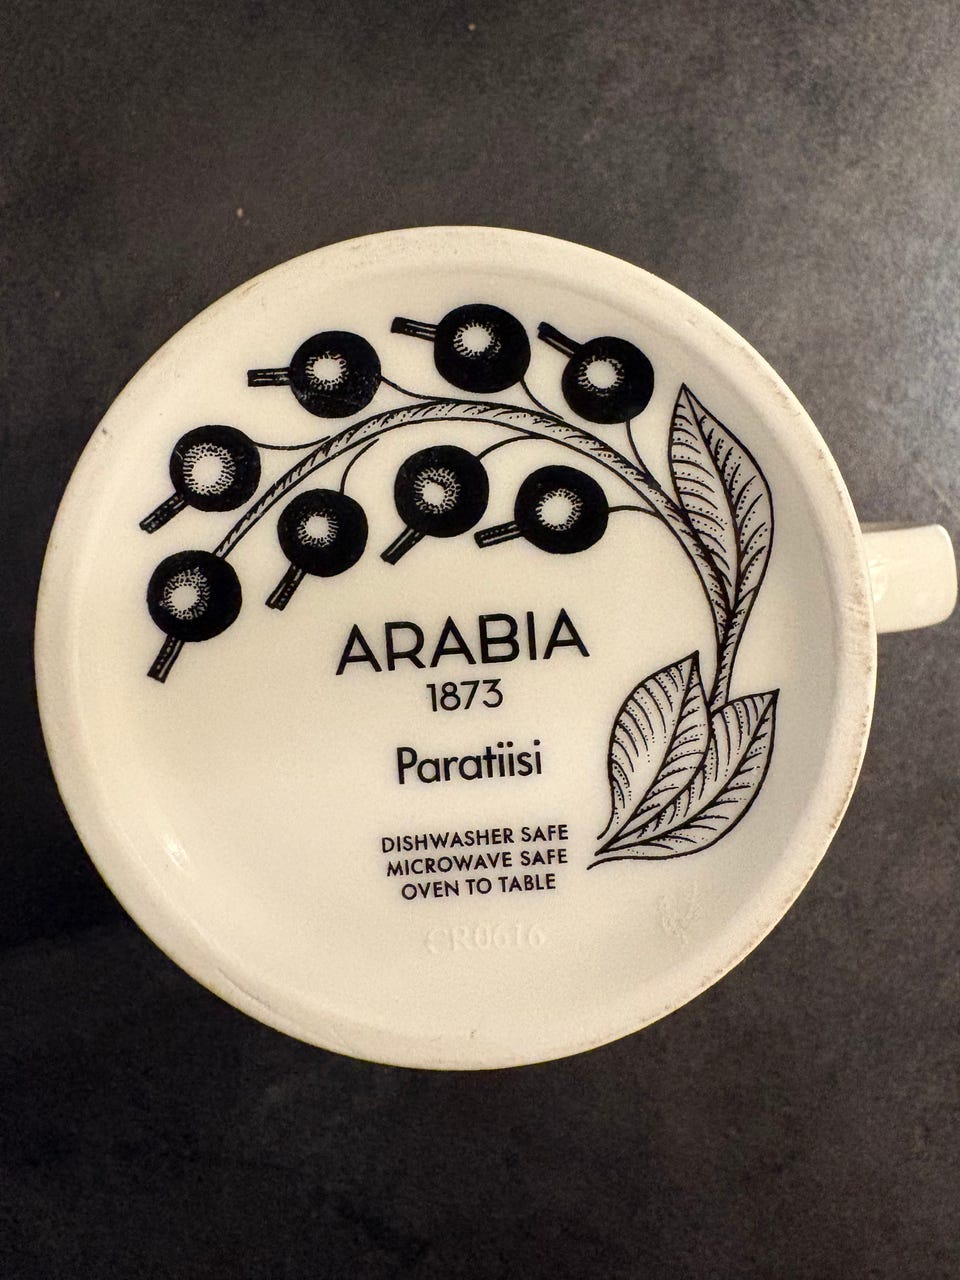 ARABIA
1873
Paratiisi
DISHWASHER SAFE
MICROWAVE SAFE
OVEN TO TABLE
CR0616